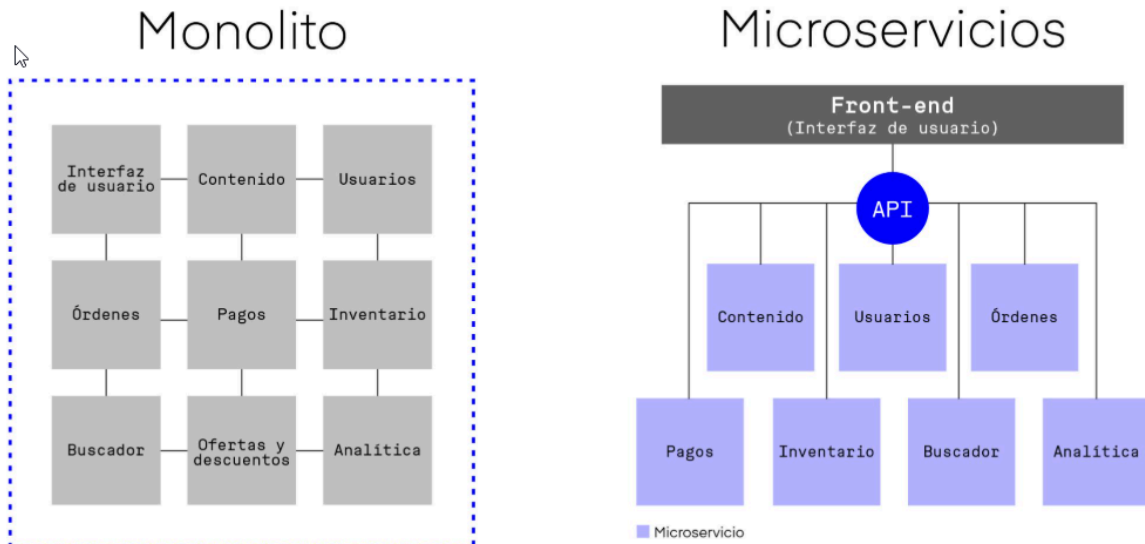 Monolito
Interfaz
de usuario
Contenido
Usuarios
Órdenes
Pagos
Inventario
Buscador
Ofertas y
descuentos
Analítica
Microservicios
Front-end
(Interfaz de usuario)
API
Contenido
Usuarios
Órdenes
Pagos
Inventario
Buscador
Analítica
Microservicio